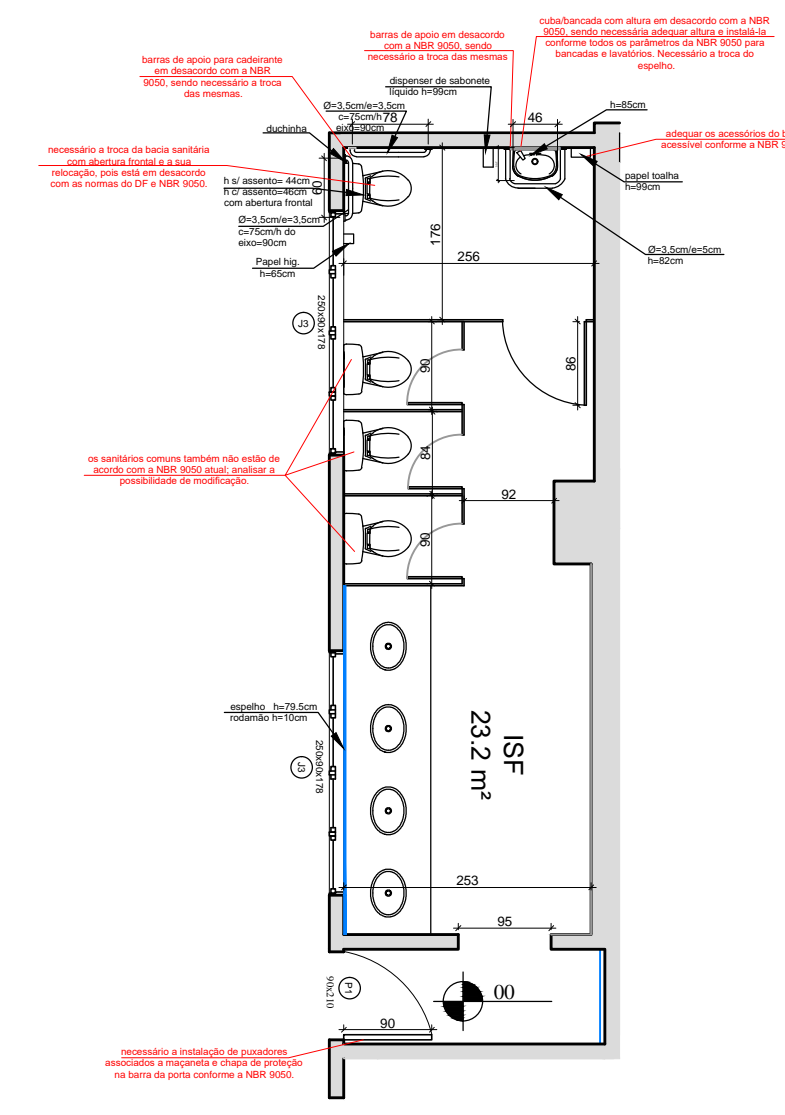 cuba/bancada com altura em desacordo com a NBR
9050, sendo necessária adequar altura e instalá-la
conforme todos os parâmetros da NBR 9050 para
bancadas e lavatórios. Necessário a troca do
espelho.
barras de apoio em desacordo
com a NBR 9050, sendo
necessário a troca das mesmas
barras de apoio para cadeirante
em desacordo com a NBR
9050, sendo necessário a troca
das mesmas.
dispenser de sabonete
líquido h=99cm
Ø=3,5cm/e=3,5cm
c=75cm/h
eixo=90cm
78
46
h=85cm
duchinha
adequar os acessórios do b
acessível conforme a NBR 9
necessário a troca da bacia sanitária
com abertura frontal e a sua
relocação, pois está em desacordo
com as normas do DF e NBR 9050.
h s/ assento= 44cm
h c/ assento=46cm
com abertura frontal
60
papel toalha
h=99cm
Ø=3,5cm/e=3,5cm
c=75cm/h do
eixo=90cm
176
256
Ø=3,5cm/e=5cm
h=82cm
Papel hig.
h=65cm
J3
250x90x178
90
86
84
os sanitários comuns também não estão de
acordo com a NBR 9050 atual; analisar a
possibilidade de modificação.
92
90
espelho h=79.5cm
rodamão h=10cm
ISF
23.2 m²
J3
250x90x178
253
95
P1
90x210
00
90
necessário a instalação de puxadores
associados a maçaneta e chapa de proteção
na barra da porta conforme a NBR 9050.